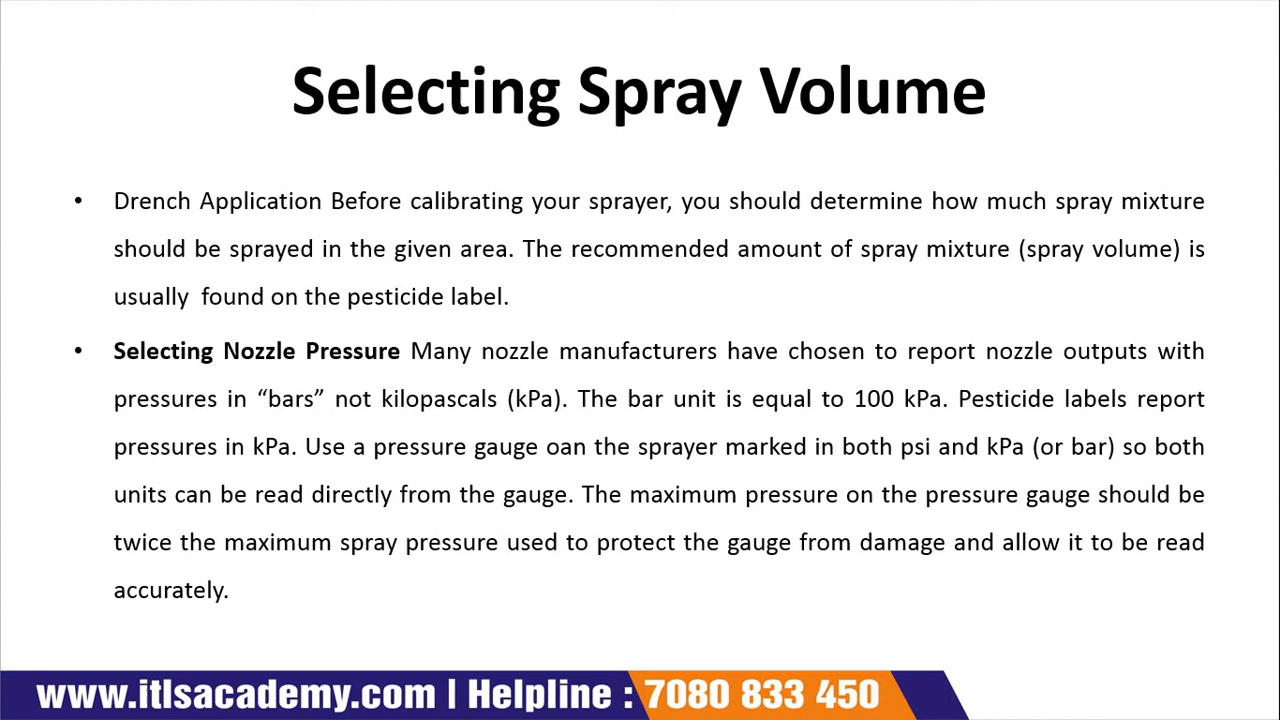 Selecting Spray Volume
• Drench Application Before calibrating your sprayer, you should determine how much spray mixture
should be sprayed in the given area. The recommended amount of spray mixture (spray volume) is
usually found on the pesticide label.
• Selecting Nozzle Pressure Many nozzle manufacturers have chosen to report nozzle outputs with
pressures in “bars” not kilopascals (kPa). The bar unit is equal to 100 kPa. Pesticide labels report
pressures in kPa. Use a pressure gauge oan the sprayer marked in both psi and kPa (or bar) so both
units can be read directly from the gauge. The maximum pressure on the pressure gauge should be
twice the maximum spray pressure used to protect the gauge from damage and allow it to be read
accurately.
www.itlsacademy.com | Helpline : 7080 833 450